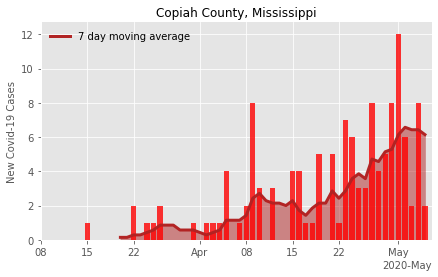 Copiah County, Mississippi
7 day moving average
New Covid-19 Cases
12
10
8
6
4
2
0
08
15
22
Apr
08
15
22
May
2020-May